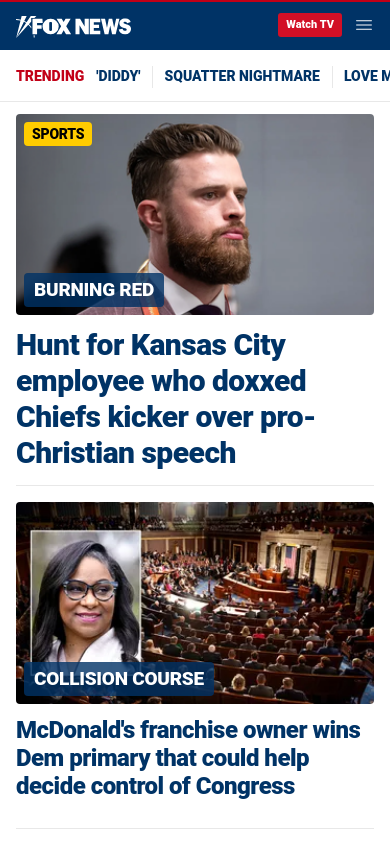 FOX NEWS
Watch TV
TRENDING 'DIDDY' SQUATTER NIGHTMARE LOVE M
SPORTS
BURNING RED
Hunt for Kansas City
employee who doxxed
Chiefs kicker over pro-
Christian speech
COLLISION COURSE
McDonald's franchise owner wins
Dem primary that could help
decide control of Congress